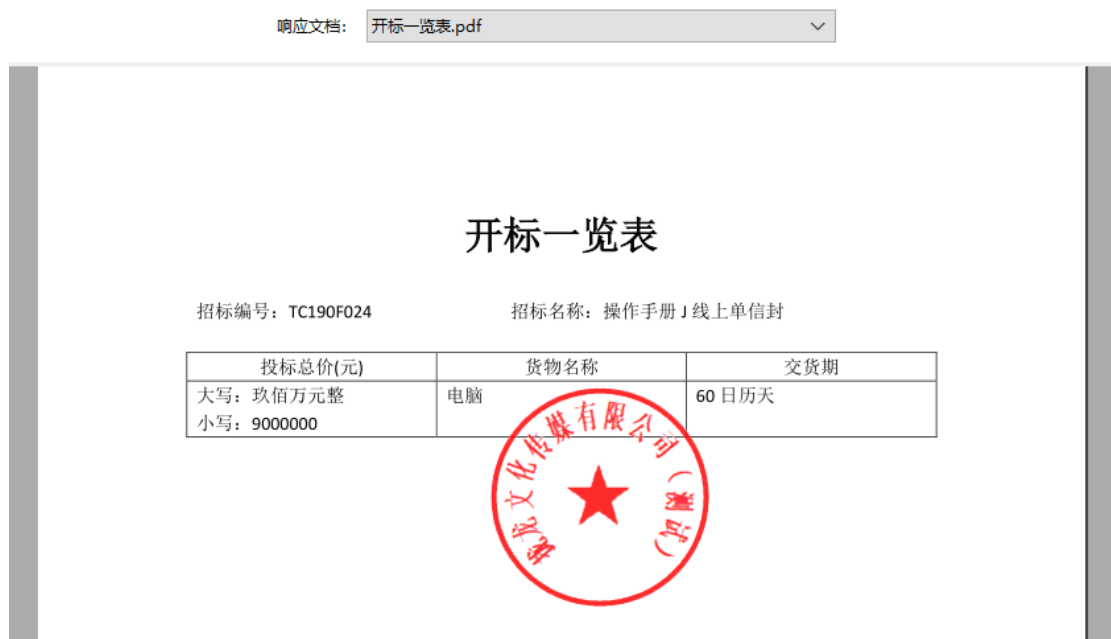 响应文档： 开标一览表.pdf
开标一览表
招标编号：TC190F024 招标名称：操作手册 J 线上单信封
投标总价(元) 货物名称 交货期
大写：玖佰万元整 电脑 60 日历天
小写：9000000
龙文化传媒有限公司（测试）